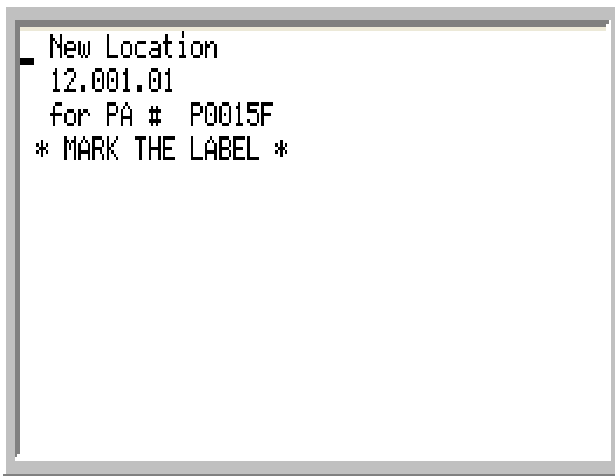 New Location
12.001.01
for PA # P0015F
* MARK THE LABEL *